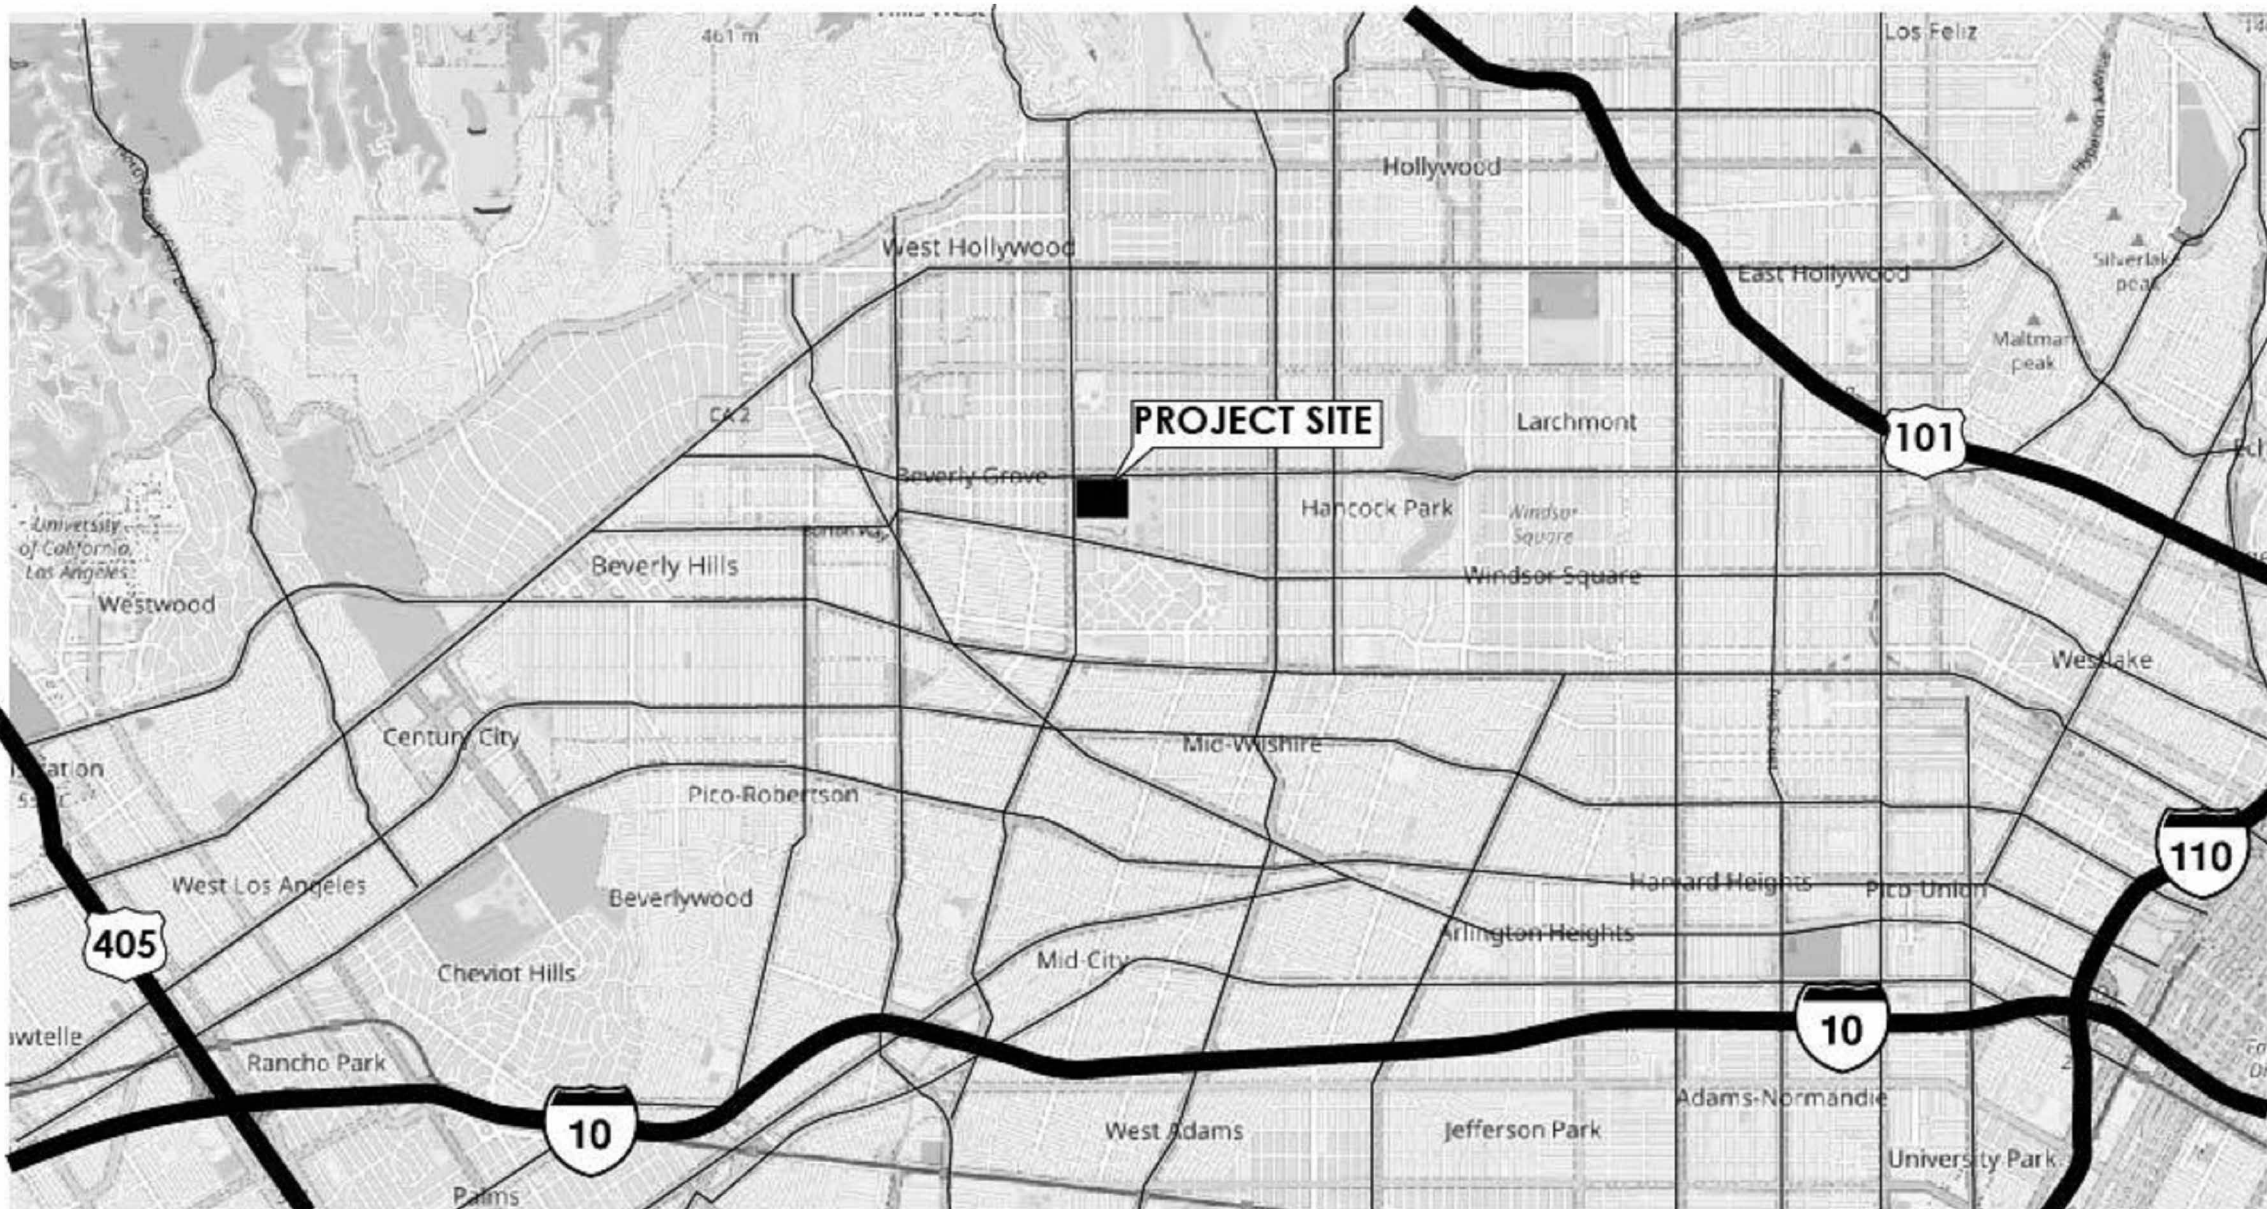 461 m
Los Feliz
Hollywood
West Hollywood
East Hollywood
Silverlake
peak
Maltman
peak
CA 2
PROJECT SITE
Larchmont
101
Beverly Grove
Hancock Park
Windsor
Square
University
of California,
Los Angeles
Beverly Hills
Windsor Square
Westwood
Westlake
Century City
Mid-Wilshire
Pico-Robertson
110
West Los Angeles
Harvard Heights
Pico-Union
Beverlywood
405
Arlington Heights
Mid-City
Cheviot Hills
10
Rancho Park
Adams-Normandie
10
West Adams
Jefferson Park
University Park
Palms